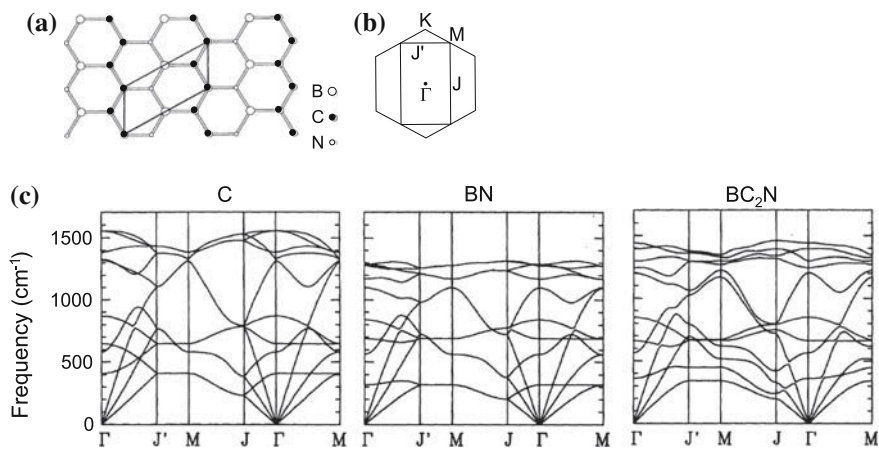 (a)
B
C
N
(b)
K
M
J'
J
Γ
(c)
C
BN
BC₂N
Frequency (cm⁻¹)
1500
1000
500
0
Γ J' M J Γ M
Γ J' M J Γ M
Γ J' M J Γ M